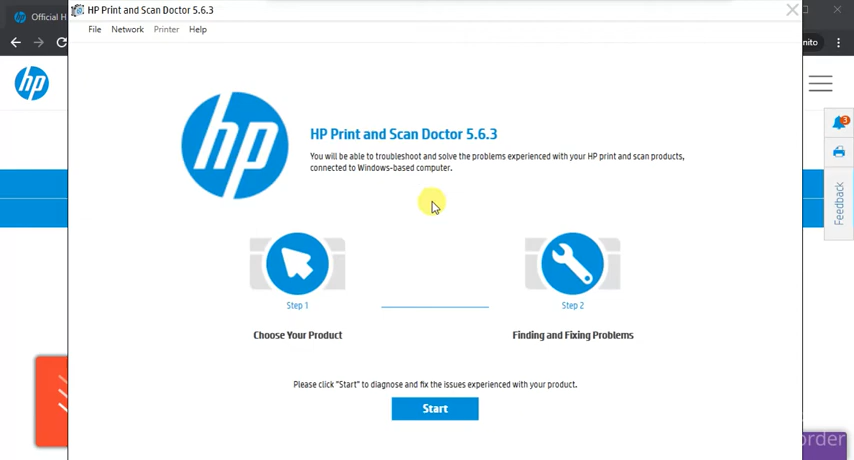 Official H
HP Print and Scan Doctor 5.6.3
File Network Printer Help
nito
hp
3
hp
HP Print and Scan Doctor 5.6.3
You will be able to troubleshoot and solve the problems experienced with your HP print and scan products,
connected to Windows-based computer.
Feedback
Step 1
Step 2
Choose Your Product
Finding and Fixing Problems
Please click "Start" to diagnose and fix the issues experienced with your product.
Start
order